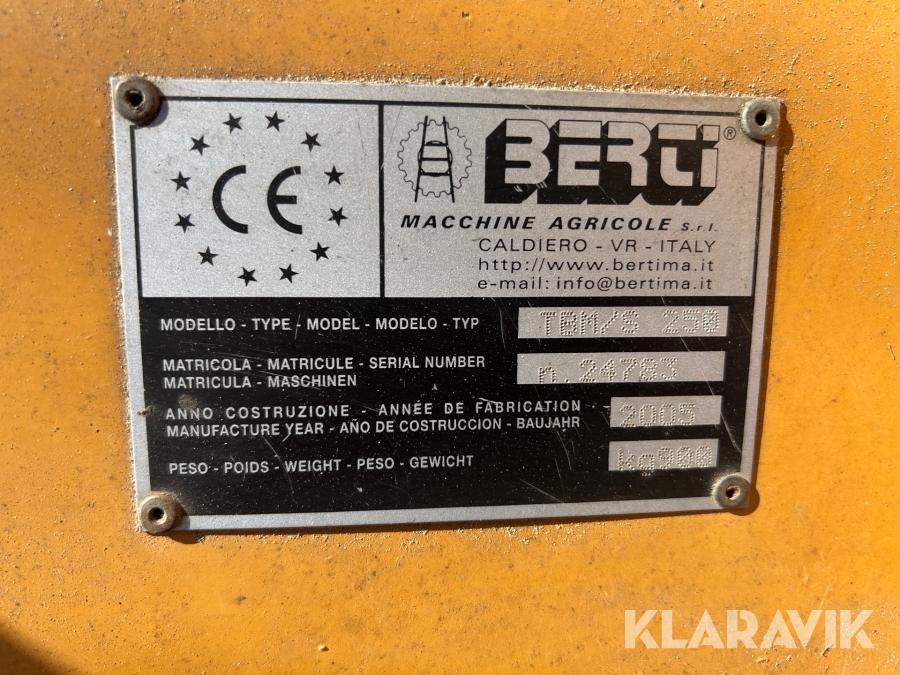 CE
BERTI®
MACCHINE AGRICOLE s.r.l.
CALDIERO - VR - ITALY
http://www.bertima.it
e-mail: info@bertima.it
MODELLO - TYPE - MODEL - MODELO - TYP TBM/S 250
MATRICOLA - MATRICULE - SERIAL NUMBER n.24783
MATRICULA - MASCHINEN
ANNO COSTRUZIONE - ANNÉE DE FABRICATION 2005
MANUFACTURE YEAR - AÑO DE COSTRUCCION - BAUJAHR
PESO - POIDS - WEIGHT - PESO - GEWICHT kg900
KLARAVIK